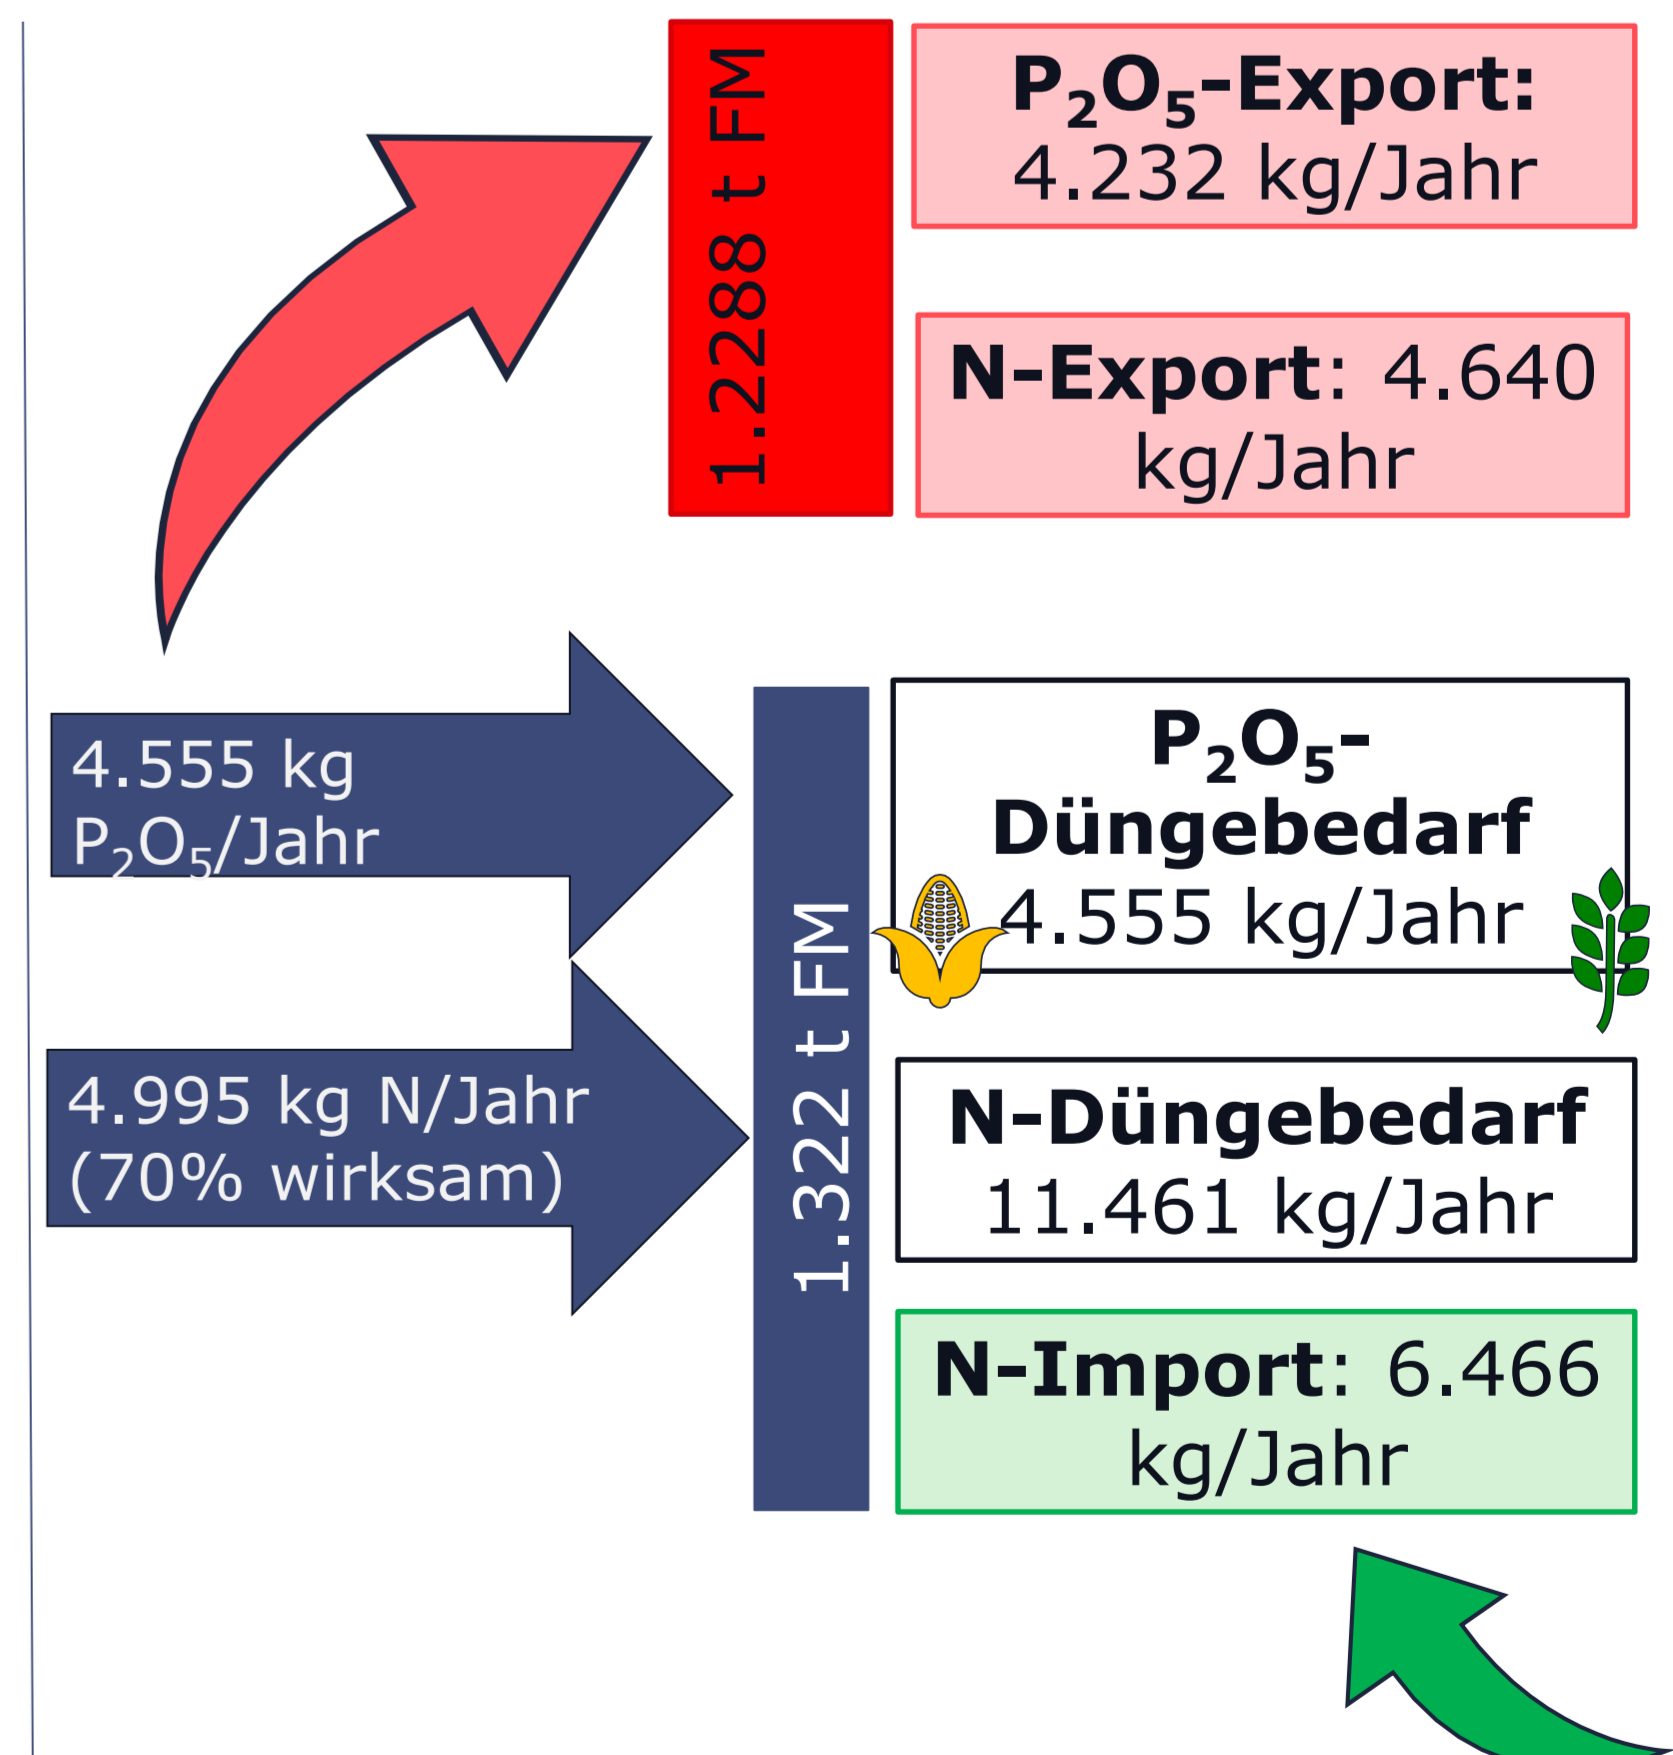 1.2288 t FM
P₂O₅-Export:
4.232 kg/Jahr
N-Export: 4.640
kg/Jahr
4.555 kg
P₂O₅/Jahr
4.995 kg N/Jahr
(70% wirksam)
1.322 t FM
P₂O₅-
Düngebedarf
4.555 kg/Jahr
N-Düngebedarf
11.461 kg/Jahr
N-Import: 6.466
kg/Jahr